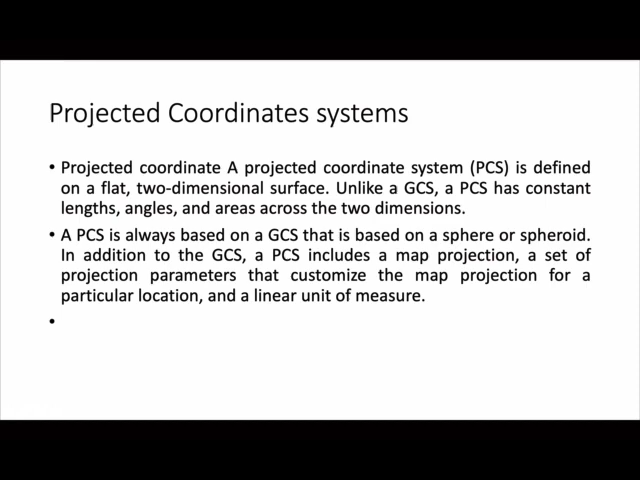 Projected Coordinates systems
• Projected coordinate A projected coordinate system (PCS) is defined
on a flat, two-dimensional surface. Unlike a GCS, a PCS has constant
lengths, angles, and areas across the two dimensions.
• A PCS is always based on a GCS that is based on a sphere or spheroid.
In addition to the GCS, a PCS includes a map projection, a set of
projection parameters that customize the map projection for a
particular location, and a linear unit of measure.
•